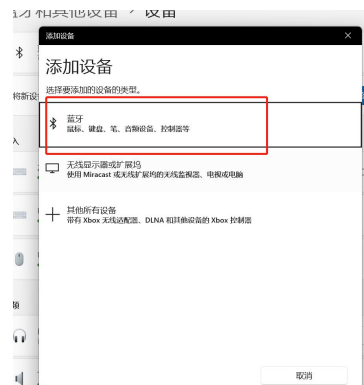 蓝牙和其他设备 > 设备
添加设备
添加设备
选择要添加的设备的类型。
将新设
蓝牙
鼠标、键盘、笔、音频设备、控制器等
入
无线显示器或扩展坞
使用 Miracast 或无线扩展坞的无线监视器、电视或电脑
其他所有设备
带有 Xbox 无线适配器、DLNA 和其他设备的 Xbox 控制器
频
取消